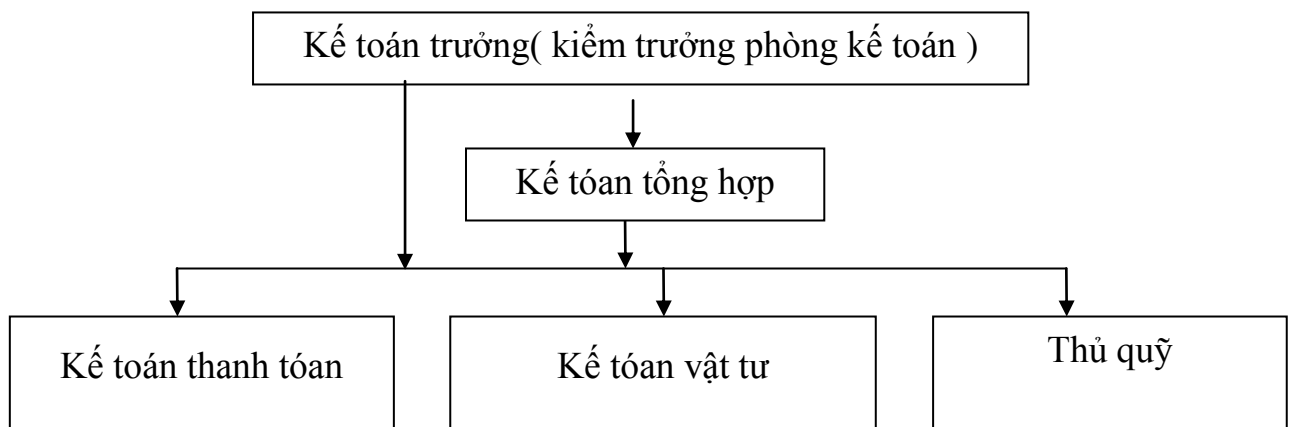 Kế toán trưởng( kiểm trưởng phòng kế toán )
Kế tóan tổng hợp
Kế toán thanh tóan
Kế tóan vật tư
Thủ quỹ